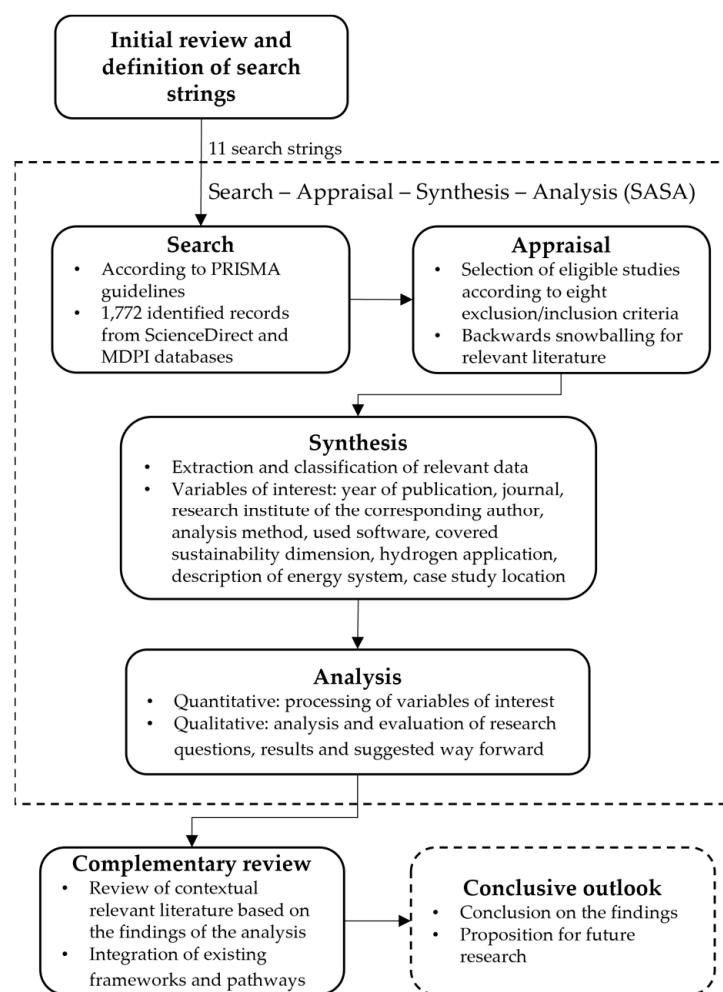 Initial review and
definition of search
strings
11 search strings
Search – Appraisal – Synthesis – Analysis (SASA)
Search
• According to PRISMA
guidelines
• 1,772 identified records
from ScienceDirect and
MDPI databases
Appraisal
• Selection of eligible studies
according to eight
exclusion/inclusion criteria
• Backwards snowballing for
relevant literature
Synthesis
• Extraction and classification of relevant data
• Variables of interest: year of publication, journal,
research institute of the corresponding author,
analysis method, used software, covered
sustainability dimension, hydrogen application,
description of energy system, case study location
Analysis
• Quantitative: processing of variables of interest
• Qualitative: analysis and evaluation of research
questions, results and suggested way forward
Complementary review
• Review of contextual
relevant literature based on
the findings of the analysis
• Integration of existing
frameworks and pathways
Conclusive outlook
• Conclusion on the findings
• Proposition for future
research